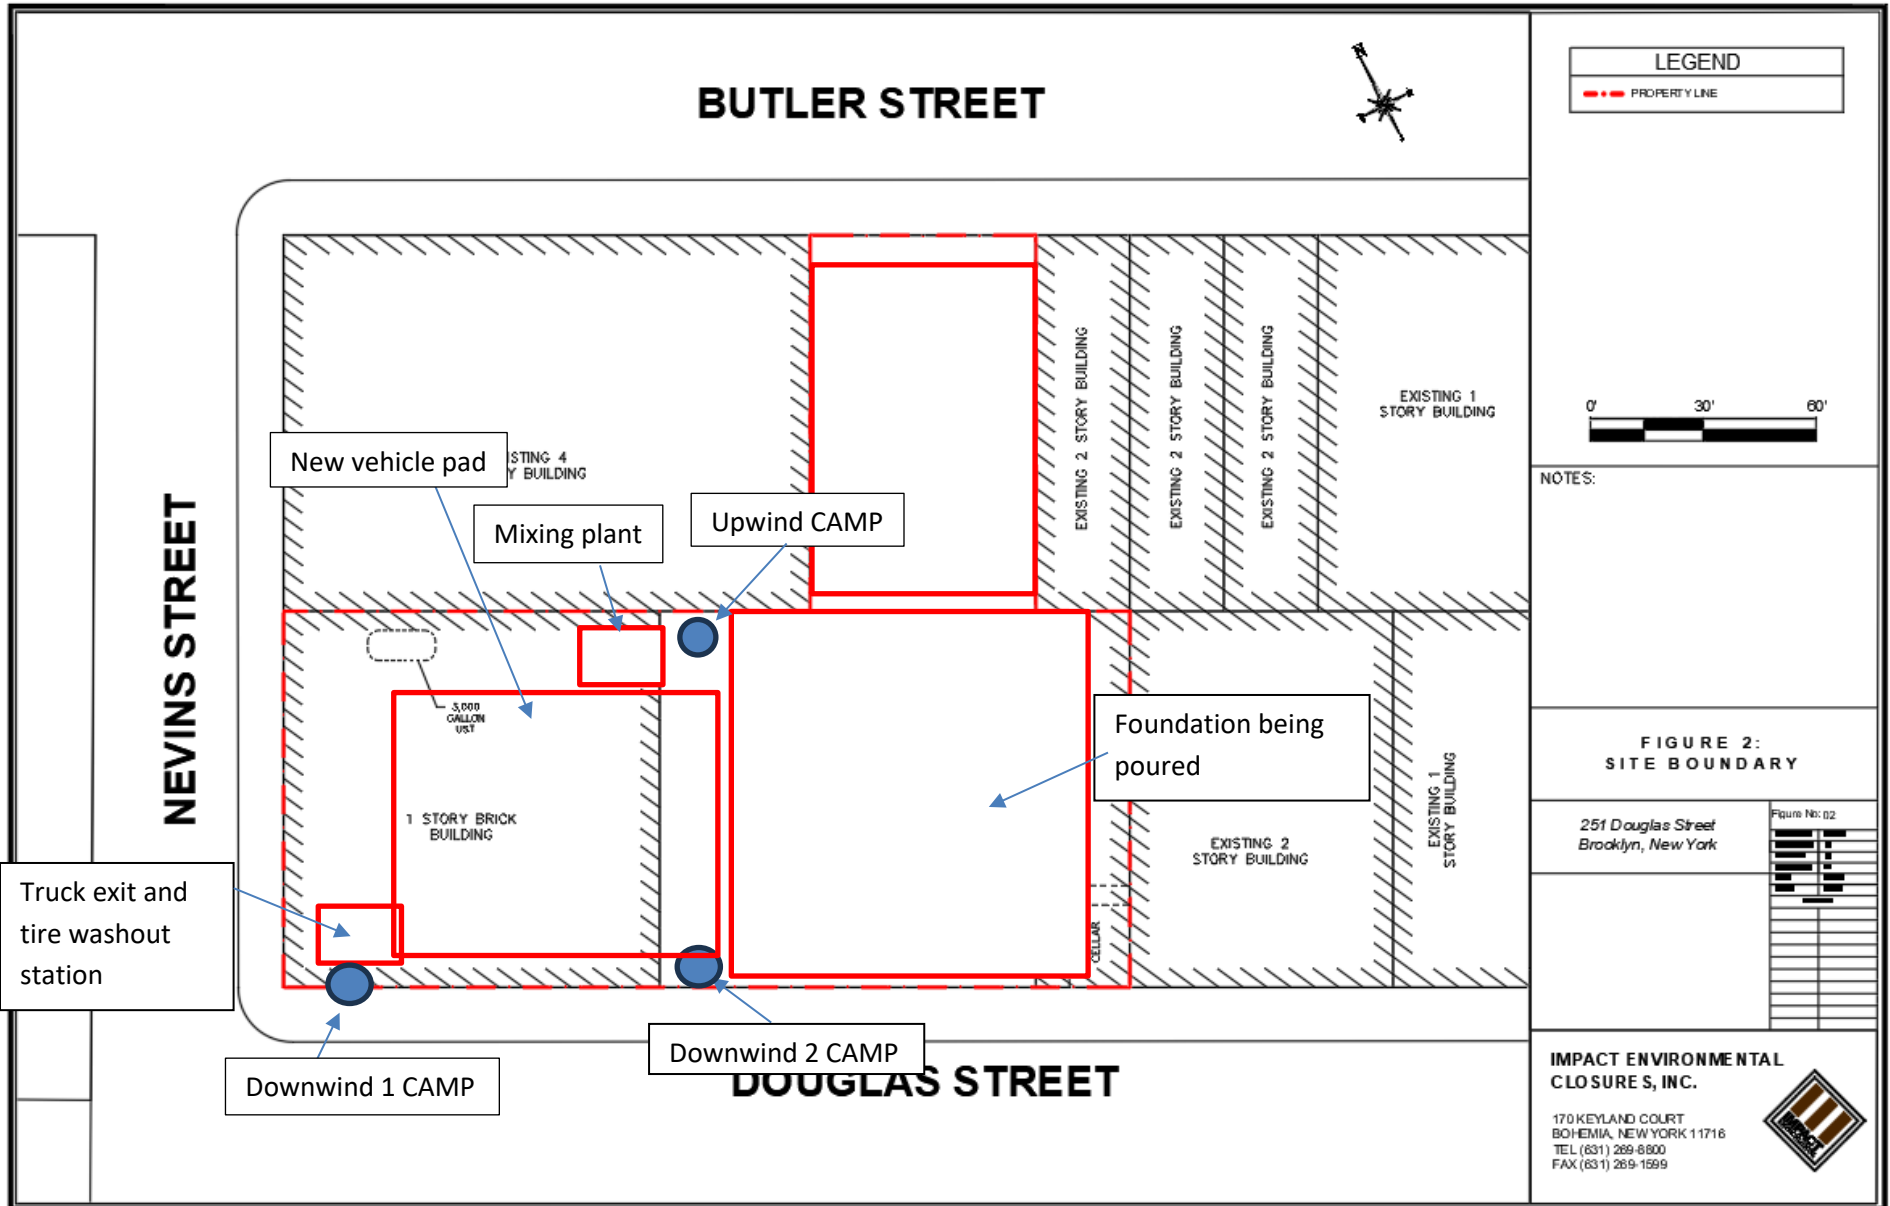 BUTLER STREET
N
LEGEND
PROPERTY LINE
0' 30' 60'
NOTES:
EXISTING 2 STORY BUILDING
EXISTING 2 STORY BUILDING
EXISTING 2 STORY BUILDING
EXISTING 1
STORY BUILDING
New vehicle pad
STING 4
Y BUILDING
Mixing plant
Upwind CAMP
NEVINS STREET
3,000
GALLON
UST
1 STORY BRICK
BUILDING
Foundation being
poured
EXISTING 2
STORY BUILDING
EXISTING 1
STORY BUILDING
CELLAR
Truck exit and
tire washout
station
Downwind 1 CAMP
Downwind 2 CAMP
DOUGLAS STREET
FIGURE 2:
SITE BOUNDARY
251 Douglas Street
Brooklyn, New York
Figure No: 02
IMPACT ENVIRONMENTAL
CLOSURES, INC.
170 KEYLAND COURT
BOHEMIA, NEW YORK 11716
TEL (631) 269-8800
FAX (631) 269-1599
IMPACT